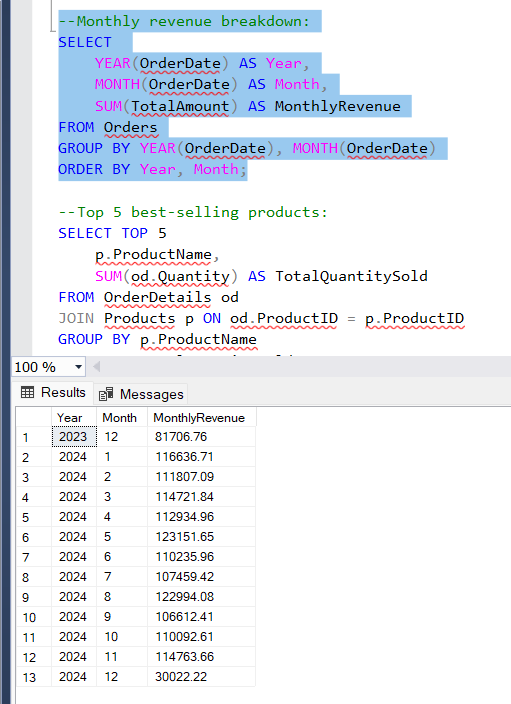 --Monthly revenue breakdown:
SELECT
YEAR(OrderDate) AS Year,
MONTH(OrderDate) AS Month,
SUM(TotalAmount) AS MonthlyRevenue
FROM Orders
GROUP BY YEAR(OrderDate), MONTH(OrderDate)
ORDER BY Year, Month;
--Top 5 best-selling products:
SELECT TOP 5
p.ProductName,
SUM(od.Quantity) AS TotalQuantitySold
FROM OrderDetails od
JOIN Products p ON od.ProductID = p.ProductID
GROUP BY p.ProductName
100 %
Results Messages
Year Month MonthlyRevenue
1 2023 12 81706.76
2 2024 1 116636.71
3 2024 2 111807.09
4 2024 3 114721.84
5 2024 4 112934.96
6 2024 5 123151.65
7 2024 6 110235.96
8 2024 7 107459.42
9 2024 8 122994.08
10 2024 9 106612.41
11 2024 10 110092.61
12 2024 11 114763.66
13 2024 12 30022.22